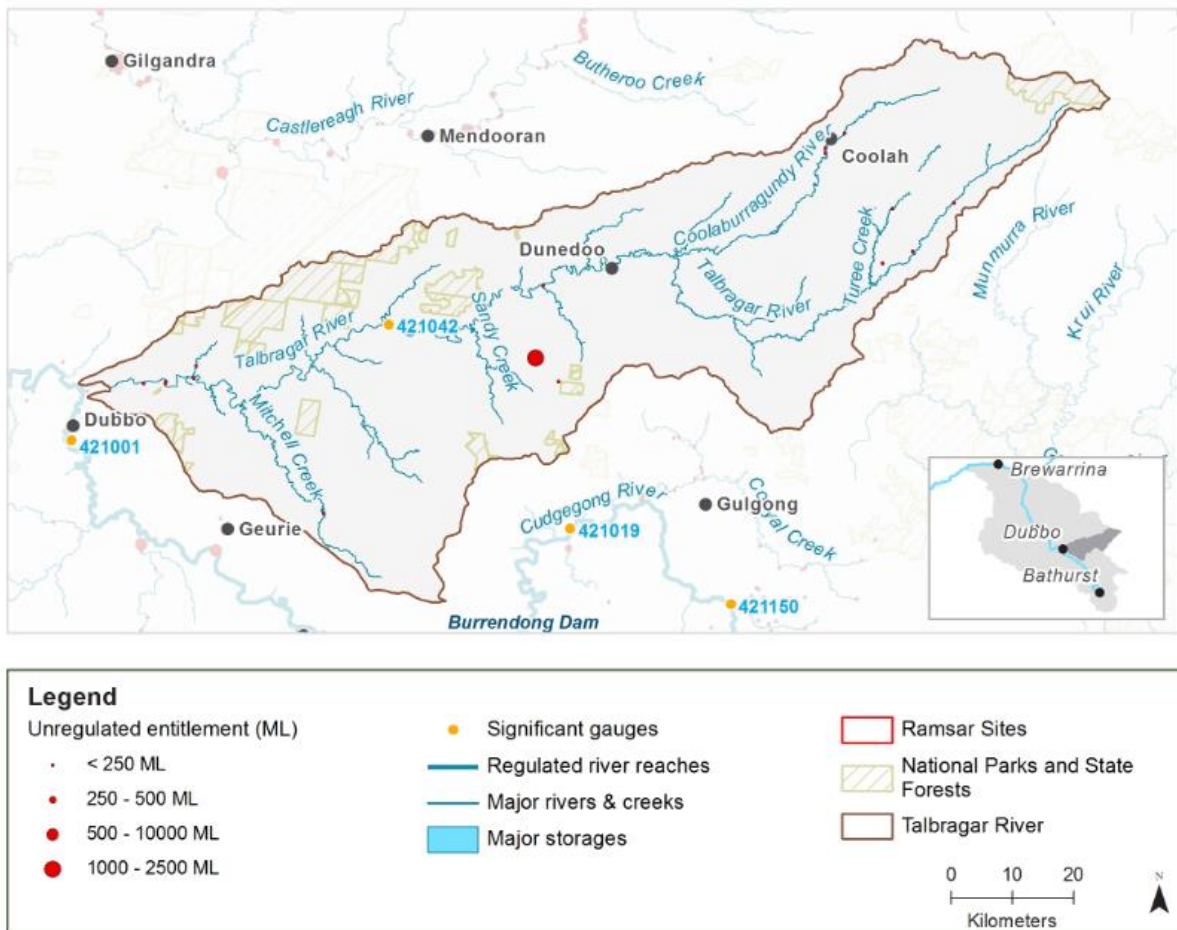 Gilgandra
Butheroo Creek
Castlereagh River
Mendooran
Coolah
Coolaburragundy River
Munmurra River
Krui River
Dunedoo
Talbragar River
Turee Creek
Sandy Creek
421042
Talbragar River
Mitchell Creek
Dubbo
421001
Geurie
Cudgegong River
421019
Gulgong
Cooyal Creek
421150
Burrendong Dam
Brewarrina
Dubbo
Bathurst
Legend
Unregulated entitlement (ML)
< 250 ML
250 - 500 ML
500 - 10000 ML
1000 - 2500 ML
Significant gauges
Regulated river reaches
Major rivers & creeks
Major storages
Ramsar Sites
National Parks and State
Forests
Talbragar River
0 10 20
Kilometers
N